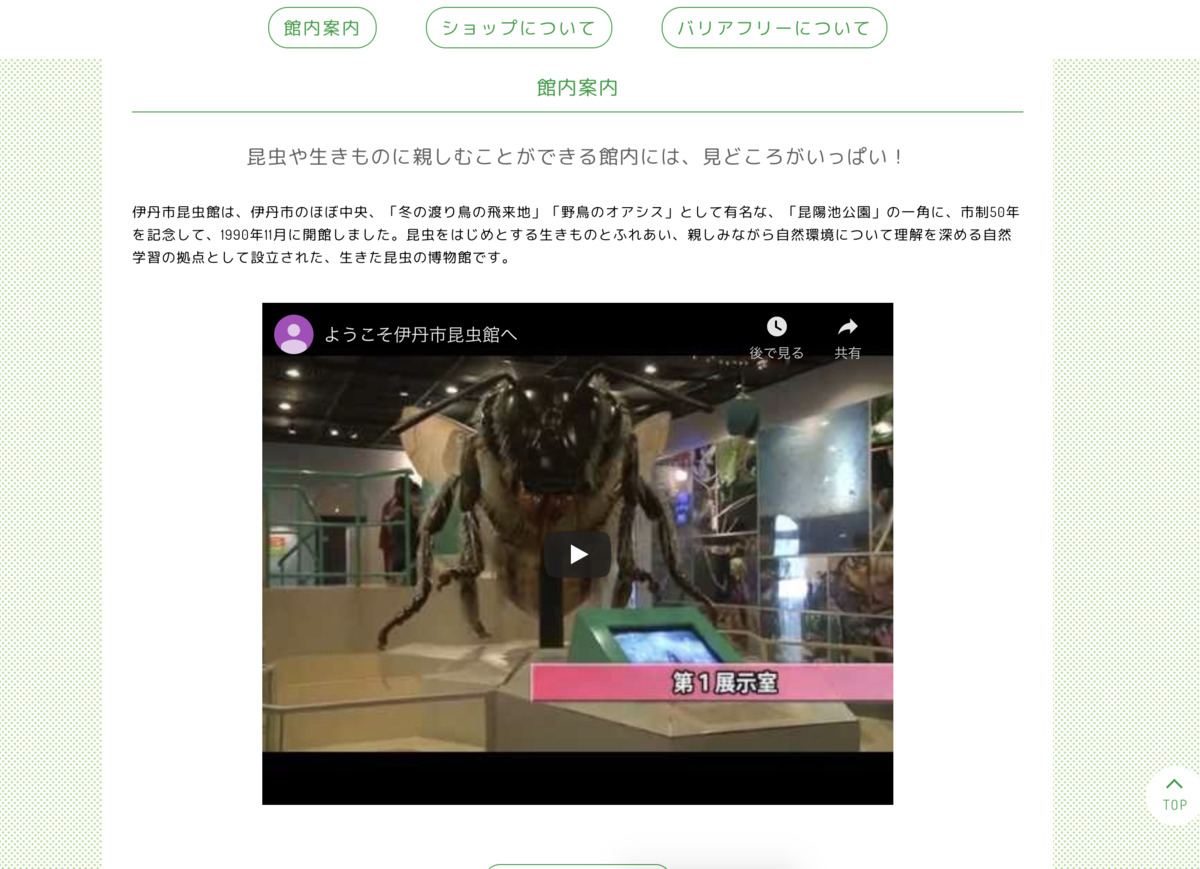 館内案内
ショップについて
バリアフリーについて
館内案内
昆虫や生きものに親しむことができる館内には、見どころがいっぱい！
伊丹市昆虫館は、伊丹市のほぼ中央、「冬の渡り鳥の飛来地」「野鳥のオアシス」として有名な、「昆陽池公園」の一角に、市制50年
を記念して、1990年11月に開館しました。昆虫をはじめとする生きものとふれあい、親しみながら自然環境について理解を深める自然
学習の拠点として設立された、生きた昆虫の博物館です。
ようこそ伊丹市昆虫館へ
後で見る
共有
第1展示室
TOP